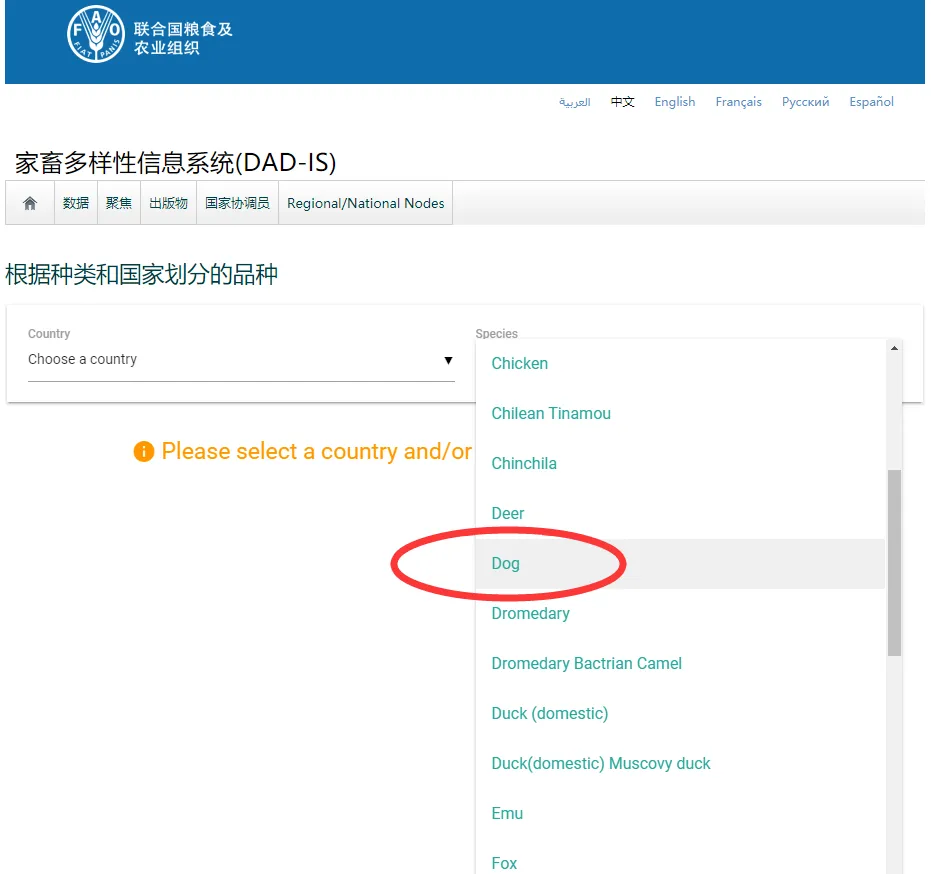 FAO
FIAT PANIS
联合国粮食及
农业组织
العربية
中文
English
Français
Русский
Español
家畜多样性信息系统(DAD-IS)
数据
聚焦
出版物
国家协调员
Regional/National Nodes
根据种类和国家划分的品种
Country
Choose a country
Species
Please select a country and/or
Chicken
Chilean Tinamou
Chinchila
Deer
Dog
Dromedary
Dromedary Bactrian Camel
Duck (domestic)
Duck(domestic) Muscovy duck
Emu
Fox